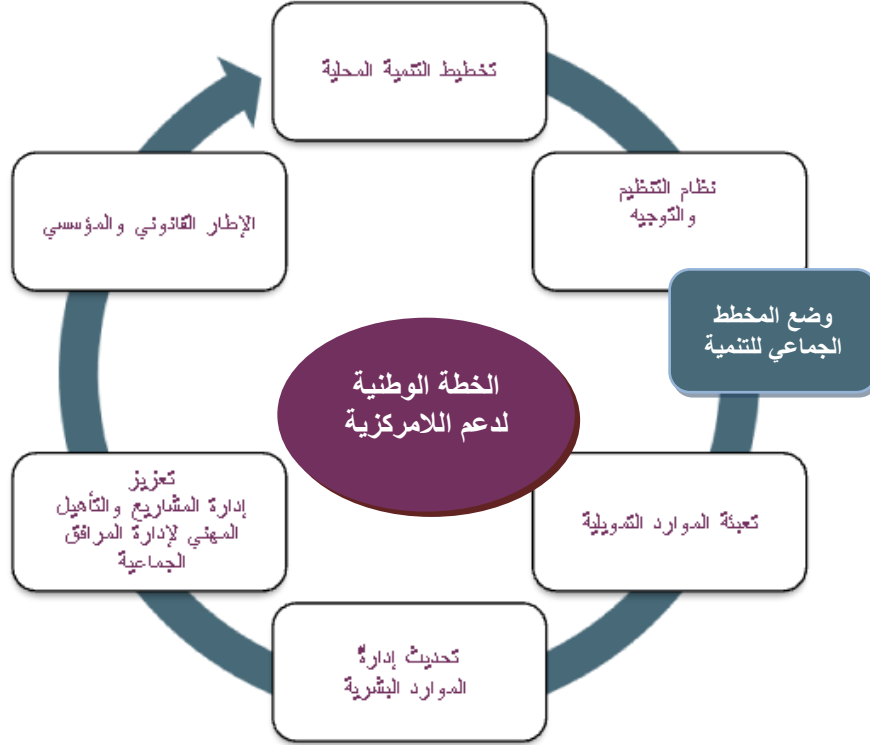 تخطيط التنمية المحلية
نظام التنظيم
والتوجيه
وضع المخطط
الجماعي للتنمية
تعبئة الموارد التمويلية
تحديث إدارة
الموارد البشرية
تعزيز
إدارة المشاريع والتأهيل
المهني لإدارة المرافق
الجماعية
الإطار القانوني والمؤسسي
الخطة الوطنية
لدعم اللامركزية